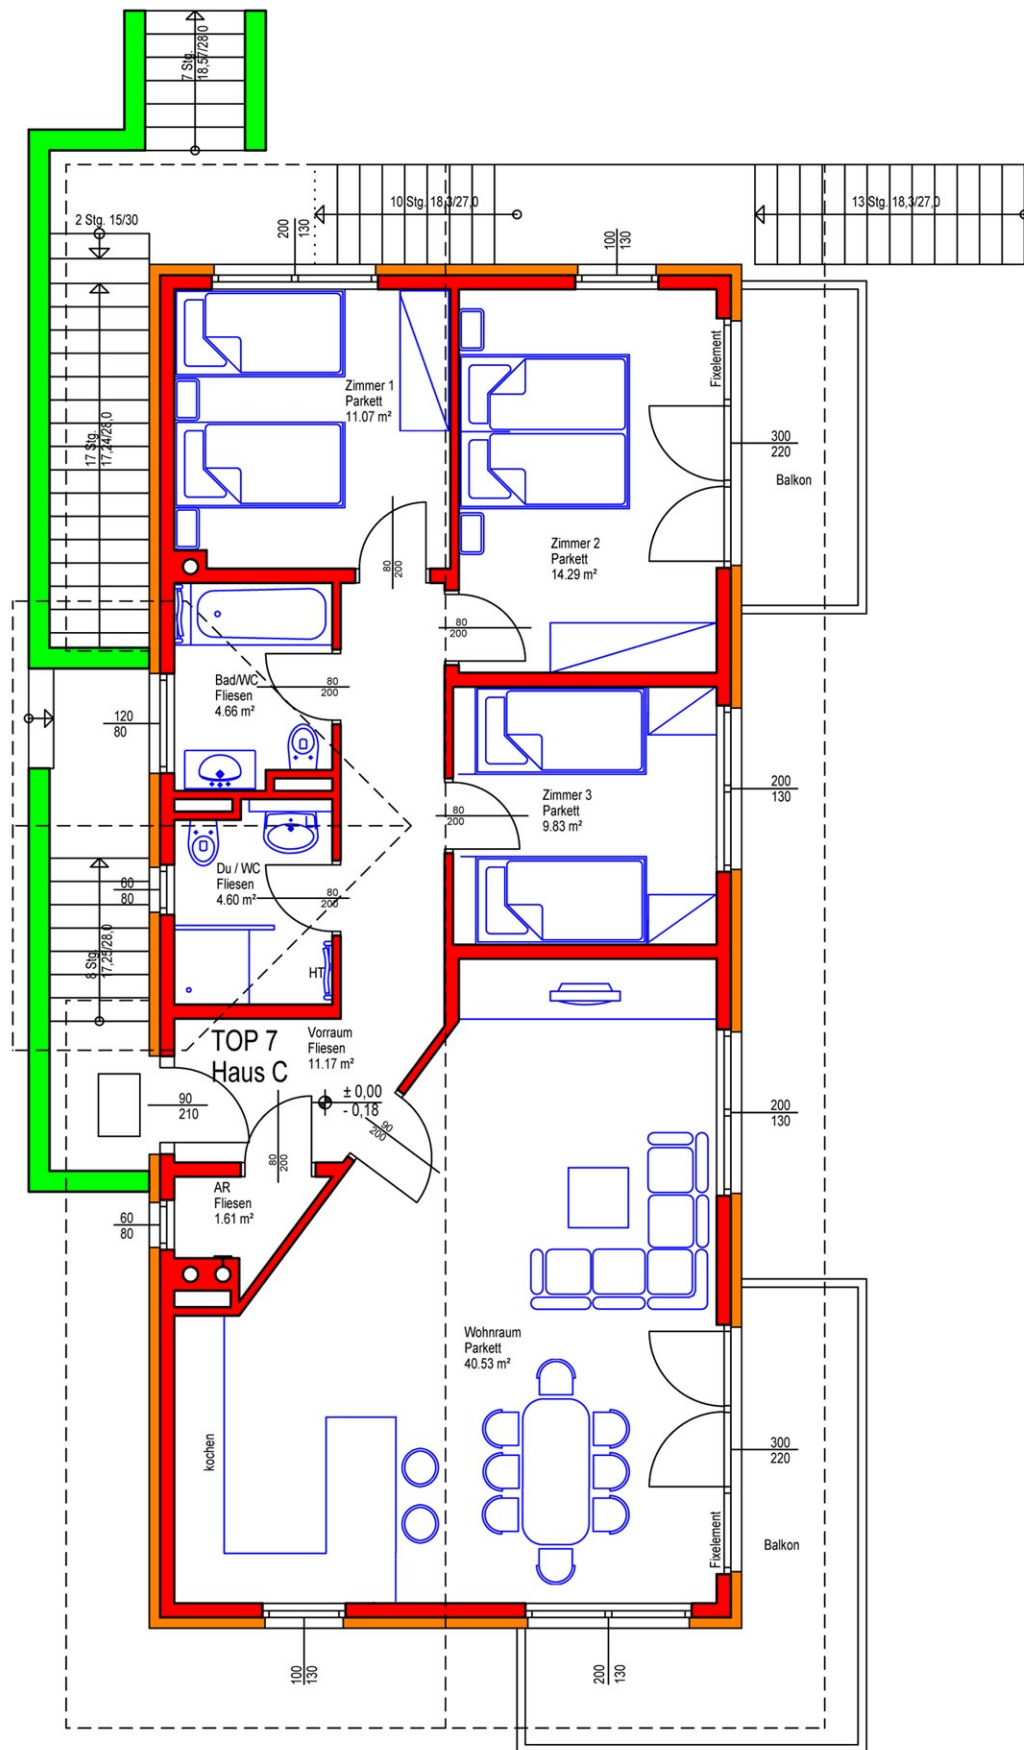 7 Stg.
18,57/28,0
2 Stg. 15/30
200
130
10 Stg. 18,3/27,0
100
130
13 Stg. 18,3/27,0
17 Stg.
17,24/28,0
Zimmer 1
Parkett
11.07 m²
Fixelement
300
220
Balkon
80
200
Zimmer 2
Parkett
14.29 m²
80
200
Bad/WC
Fliesen
4.66 m²
80
200
120
80
Zimmer 3
Parkett
9.83 m²
80
200
200
130
Du / WC
Fliesen
4.60 m²
80
200
60
80
8 Stg.
17,25/28,0
HT
TOP 7
Haus C
Vorraum
Fliesen
11.17 m²
± 0,00
- 0,18
90
210
90
200
80
200
200
130
AR
Fliesen
1.61 m²
60
80
Wohnraum
Parkett
40.53 m²
kochen
300
220
Fixelement
Balkon
100
130
200
130